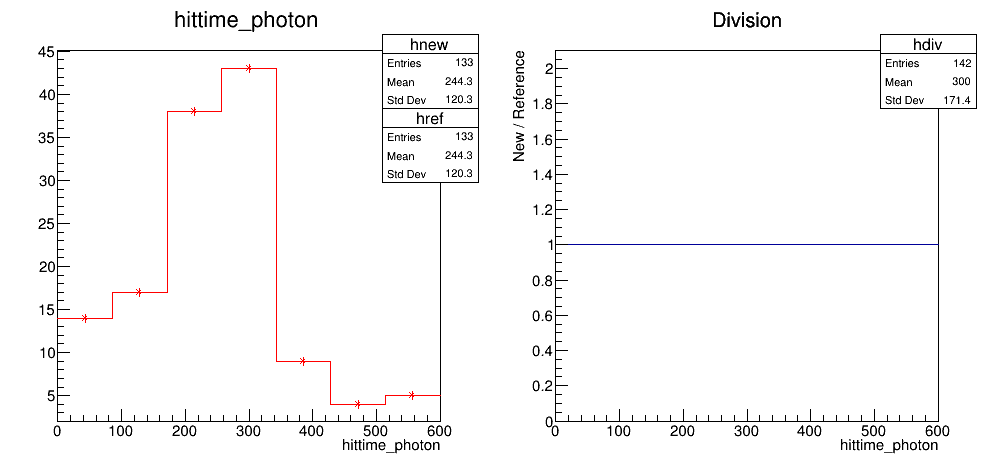 hittime_photon
hnew
Entries 133
Mean 244.3
Std Dev 120.3
href
Entries 133
Mean 244.3
Std Dev 120.3
45
40
35
30
25
20
15
10
5
0 100 200 300 400 500 600
hittime_photon
Division
hdiv
Entries 142
Mean 300
Std Dev 171.4
New / Reference
2
1.8
1.6
1.4
1.2
1
0.8
0.6
0.4
0.2
0
0 100 200 300 400 500 600
hittime_photon